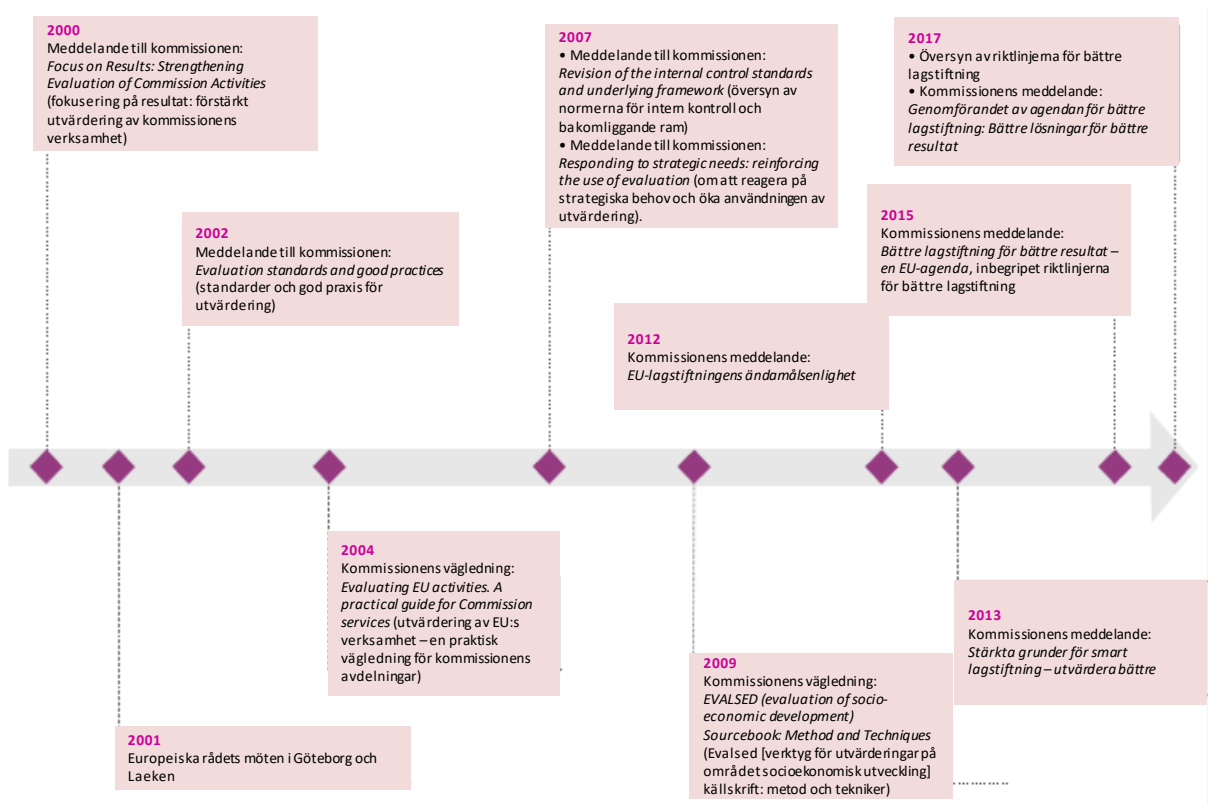 2000
Meddelande till kommissionen:
Focus on Results: Strengthening
Evaluation of Commission Activities
(fokusering på resultat: förstärkt
utvärdering av kommissionens
verksamhet)
2007
• Meddelande till kommissionen:
Revision of the internal control standards
and underlying framework (översyn av
normerna för intern kontroll och
bakomliggande ram)
• Meddelande till kommissionen:
Responding to strategic needs: reinforcing
the use of evaluation (om att reagera på
strategiska behov och öka användningen av
utvärdering).
2017
• Översyn av riktlinjerna för bättre
lagstiftning
• Kommissionens meddelande:
Genomförandet av agendan för bättre
lagstiftning: Bättre lösningar för bättre
resultat
2002
Meddelande till kommissionen:
Evaluation standards and good practices
(standarder och god praxis för
utvärdering)
2015
Kommissionens meddelande:
Bättre lagstiftning för bättre resultat –
en EU-agenda, inbegripet riktlinjerna
för bättre lagstiftning
2012
Kommissionens meddelande:
EU-lagstiftningens ändamålsenlighet
2004
Kommissionens vägledning:
Evaluating EU activities. A
practical guide for Commission
services (utvärdering av EU:s
verksamhet – en praktisk
vägledning för kommissionens
avdelningar)
2013
Kommissionens meddelande:
Stärkta grunder för smart
lagstiftning – utvärdera bättre
2009
Kommissionens vägledning:
EVALSED (evaluation of socio-
economic development)
Sourcebook: Method and Techniques
(Evalsed [verktyg för utvärderingar på
området socioekonomisk utveckling]
källskrift: metod och tekniker)
2001
Europeiska rådets möten i Göteborg och
Laeken